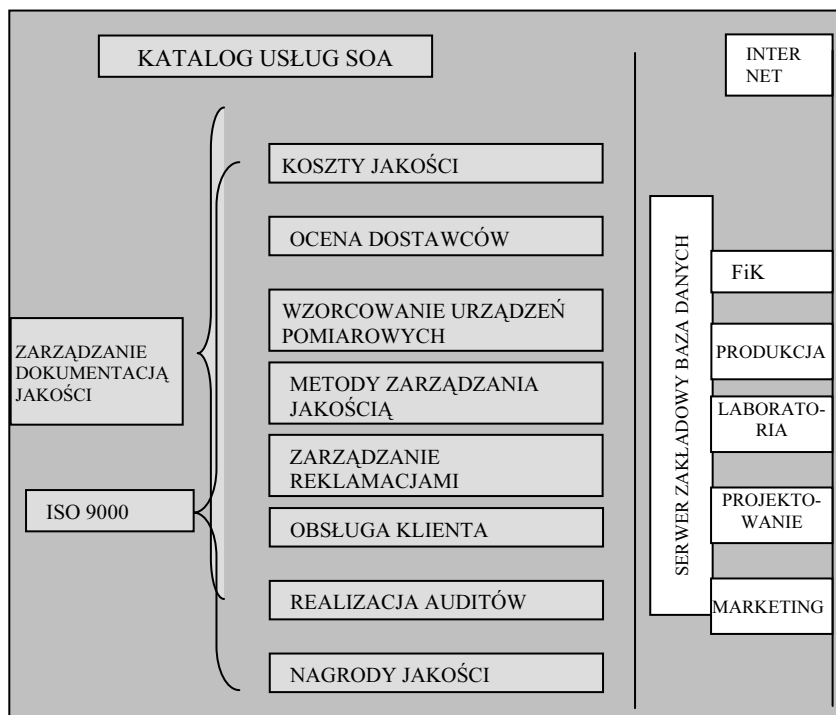 KATALOG USŁUG SOA
INTER
NET
KOSZTY JAKOŚCI
OCENA DOSTAWCÓW
WZORCOWANIE URZĄDZEŃ
POMIAROWYCH
METODY ZARZĄDZANIA
JAKOŚCIĄ
ZARZĄDZANIE
REKLAMACJAMI
OBSŁUGA KLIENTA
REALIZACJA AUDITÓW
NAGRODY JAKOŚCI
ZARZĄDZANIE
DOKUMENTACJĄ
JAKOŚCI
ISO 9000
SERWER ZAKŁADOWY BAZA DANYCH
FiK
PRODUKCJA
LABORATO-
RIA
PROJEKTO-
WANIE
MARKETING